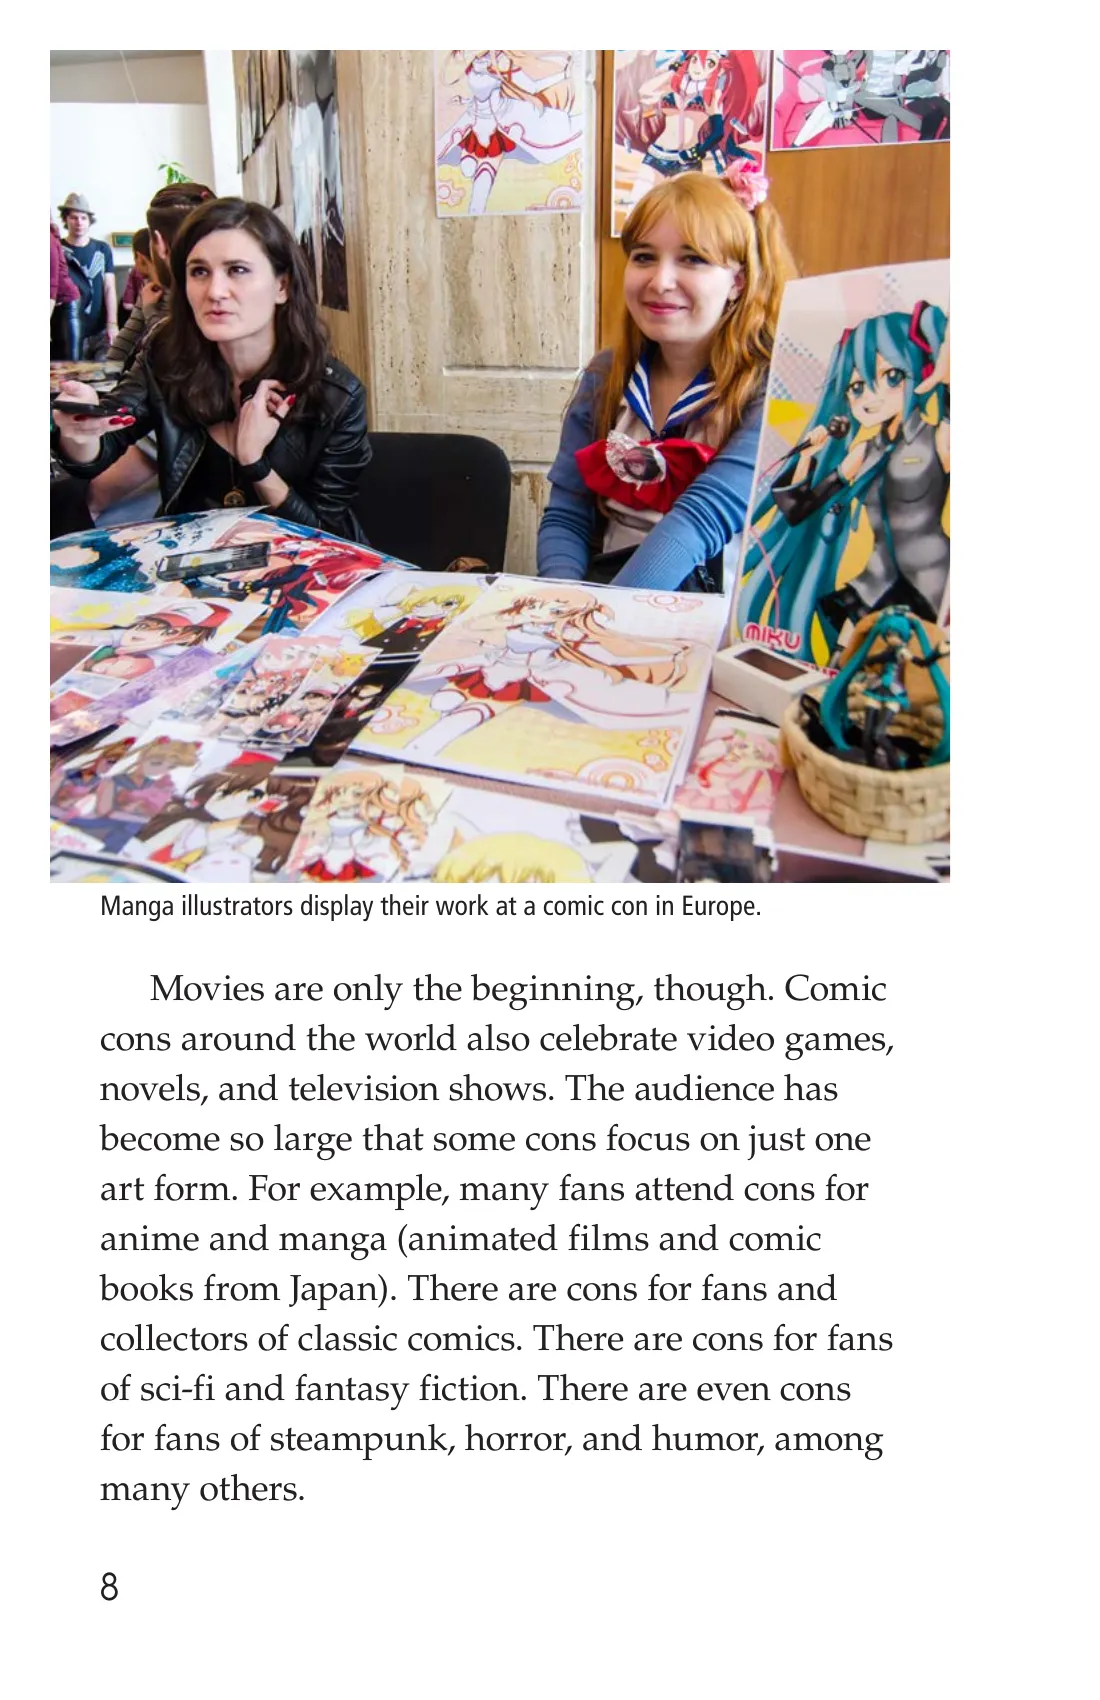 MIKU
Manga illustrators display their work at a comic con in Europe.
Movies are only the beginning, though. Comic
cons around the world also celebrate video games,
novels, and television shows. The audience has
become so large that some cons focus on just one
art form. For example, many fans attend cons for
anime and manga (animated films and comic
books from Japan). There are cons for fans and
collectors of classic comics. There are cons for fans
of sci-fi and fantasy fiction. There are even cons
for fans of steampunk, horror, and humor, among
many others.
8